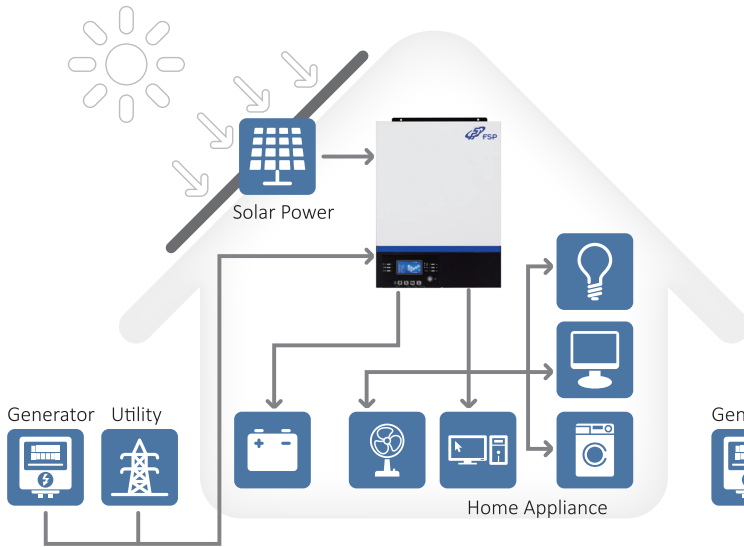 FSP
Solar Power
Generator
Utility
Gen
Home Appliance